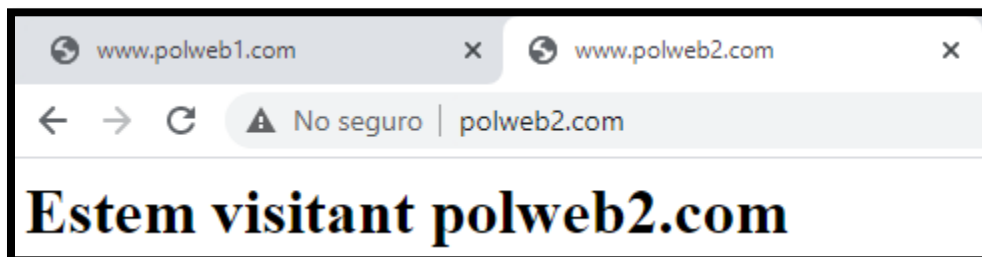 www.polweb1.com
www.polweb2.com
No seguro
polweb2.com
Estem visitant polweb2.com